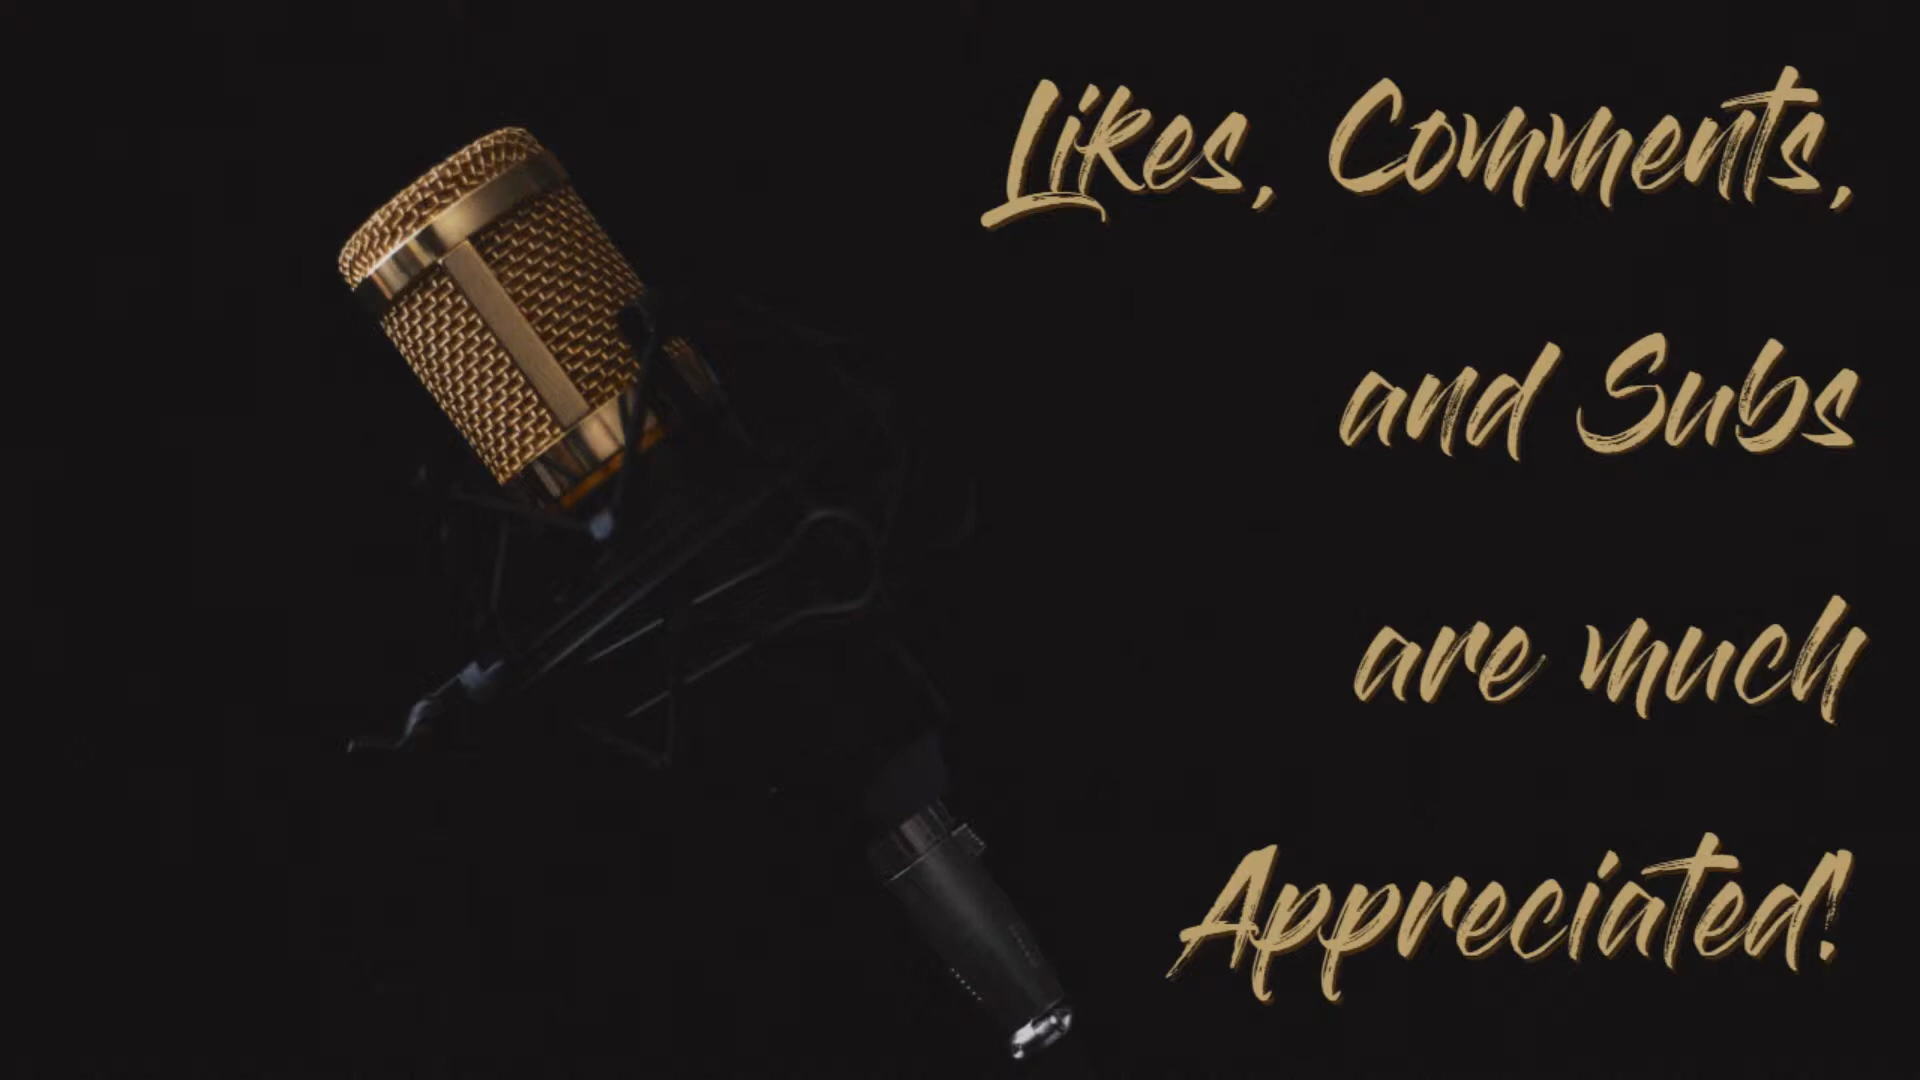 Likes, Comments,
and Subs
are much
Appreciated!